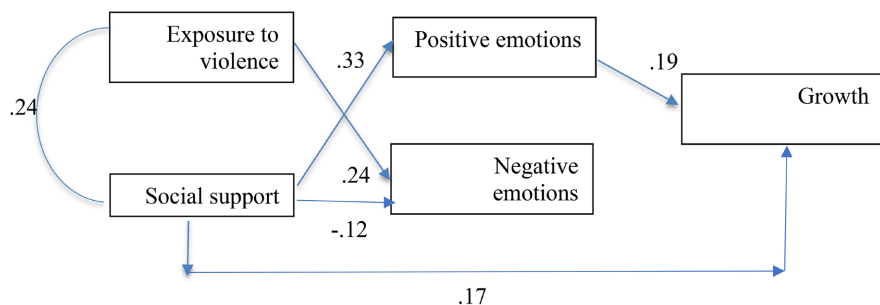 Exposure to
violence
Positive emotions
.33
.19
Growth
.24
Social support
.24
Negative
emotions
-.12
.17